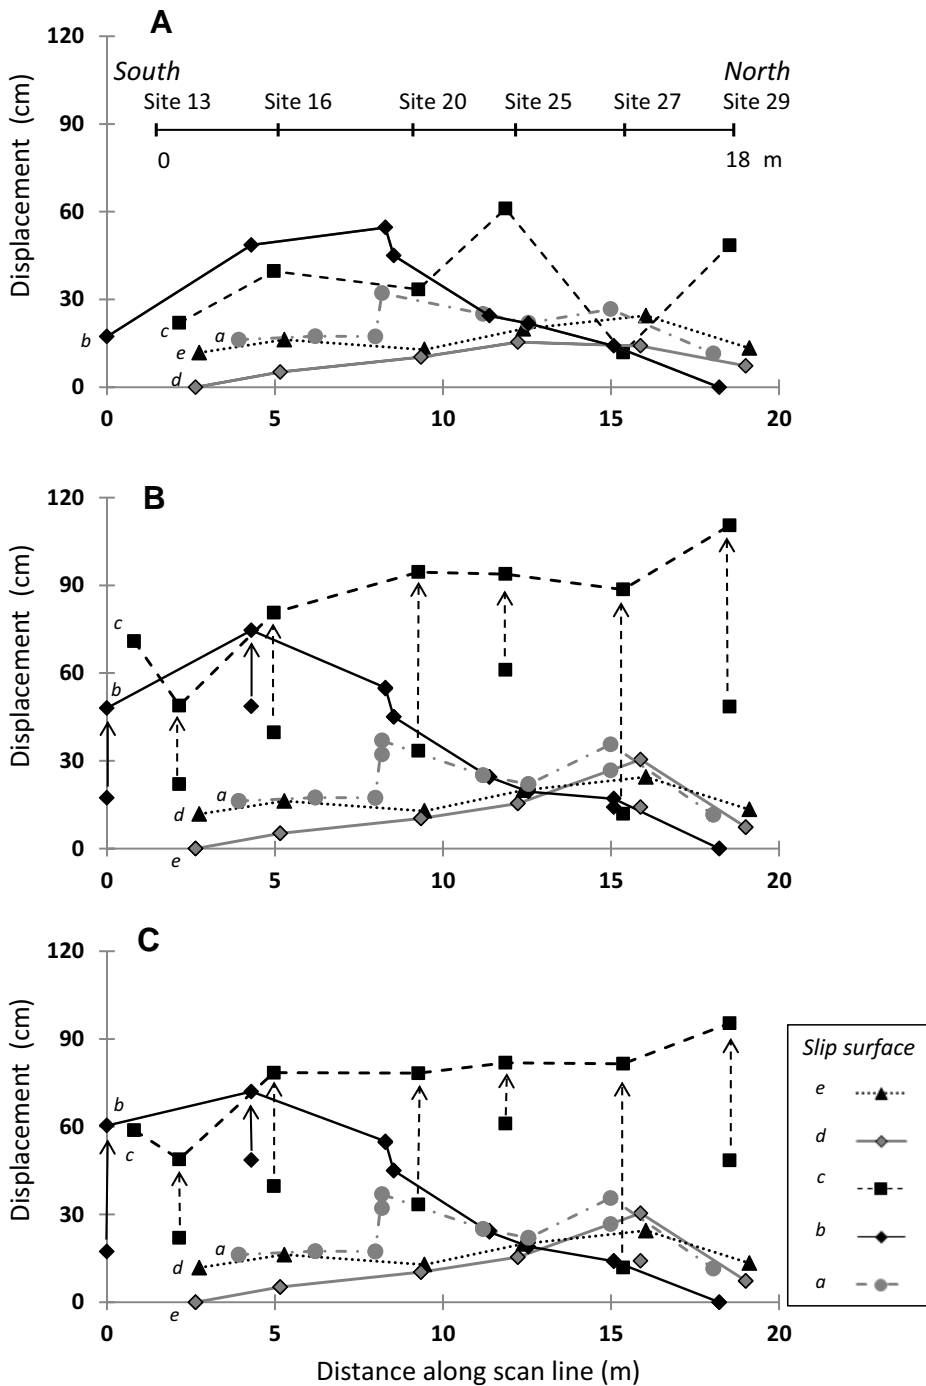 A
120
South
North
Site 13 Site 16 Site 20 Site 25 Site 27 Site 29
90
0
18 m
Displacement (cm)
60
30
0
b
c
a
e
d
0 5 10 15 20
B
120
90
Displacement (cm)
60
30
0
c
b
a
d
e
0 5 10 15 20
C
120
90
Displacement (cm)
60
30
0
b
c
a
d
e
0 5 10 15 20
Distance along scan line (m)
Slip surface
e
d
c
b
a